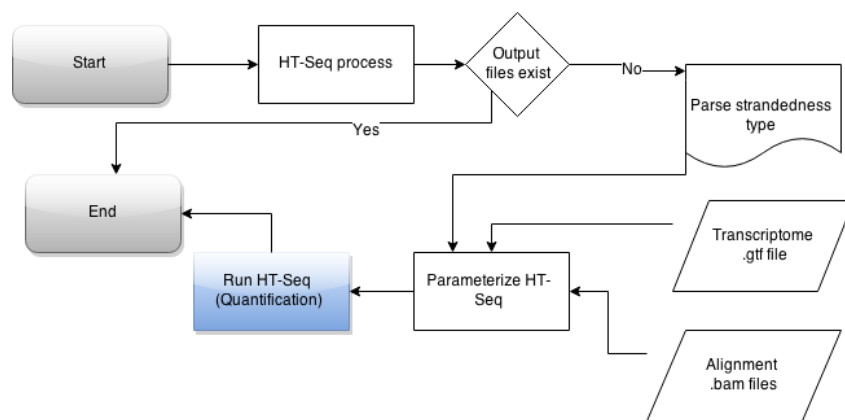 Start
HT-Seq process
Output
files exist
No
Parse strandedness
type
Yes
End
Transcriptome
.gtf file
Run HT-Seq
(Quantification)
Parameterize HT-
Seq
Alignment
.bam files